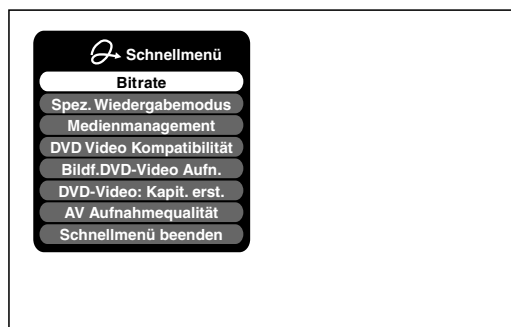 Schnellmenü
Bitrate
Spez. Wiedergabemodus
Medienmanagement
DVD Video Kompatibilität
Bildf.DVD-Video Aufn.
DVD-Video: Kapit. erst.
AV Aufnahmequalität
Schnellmenü beenden